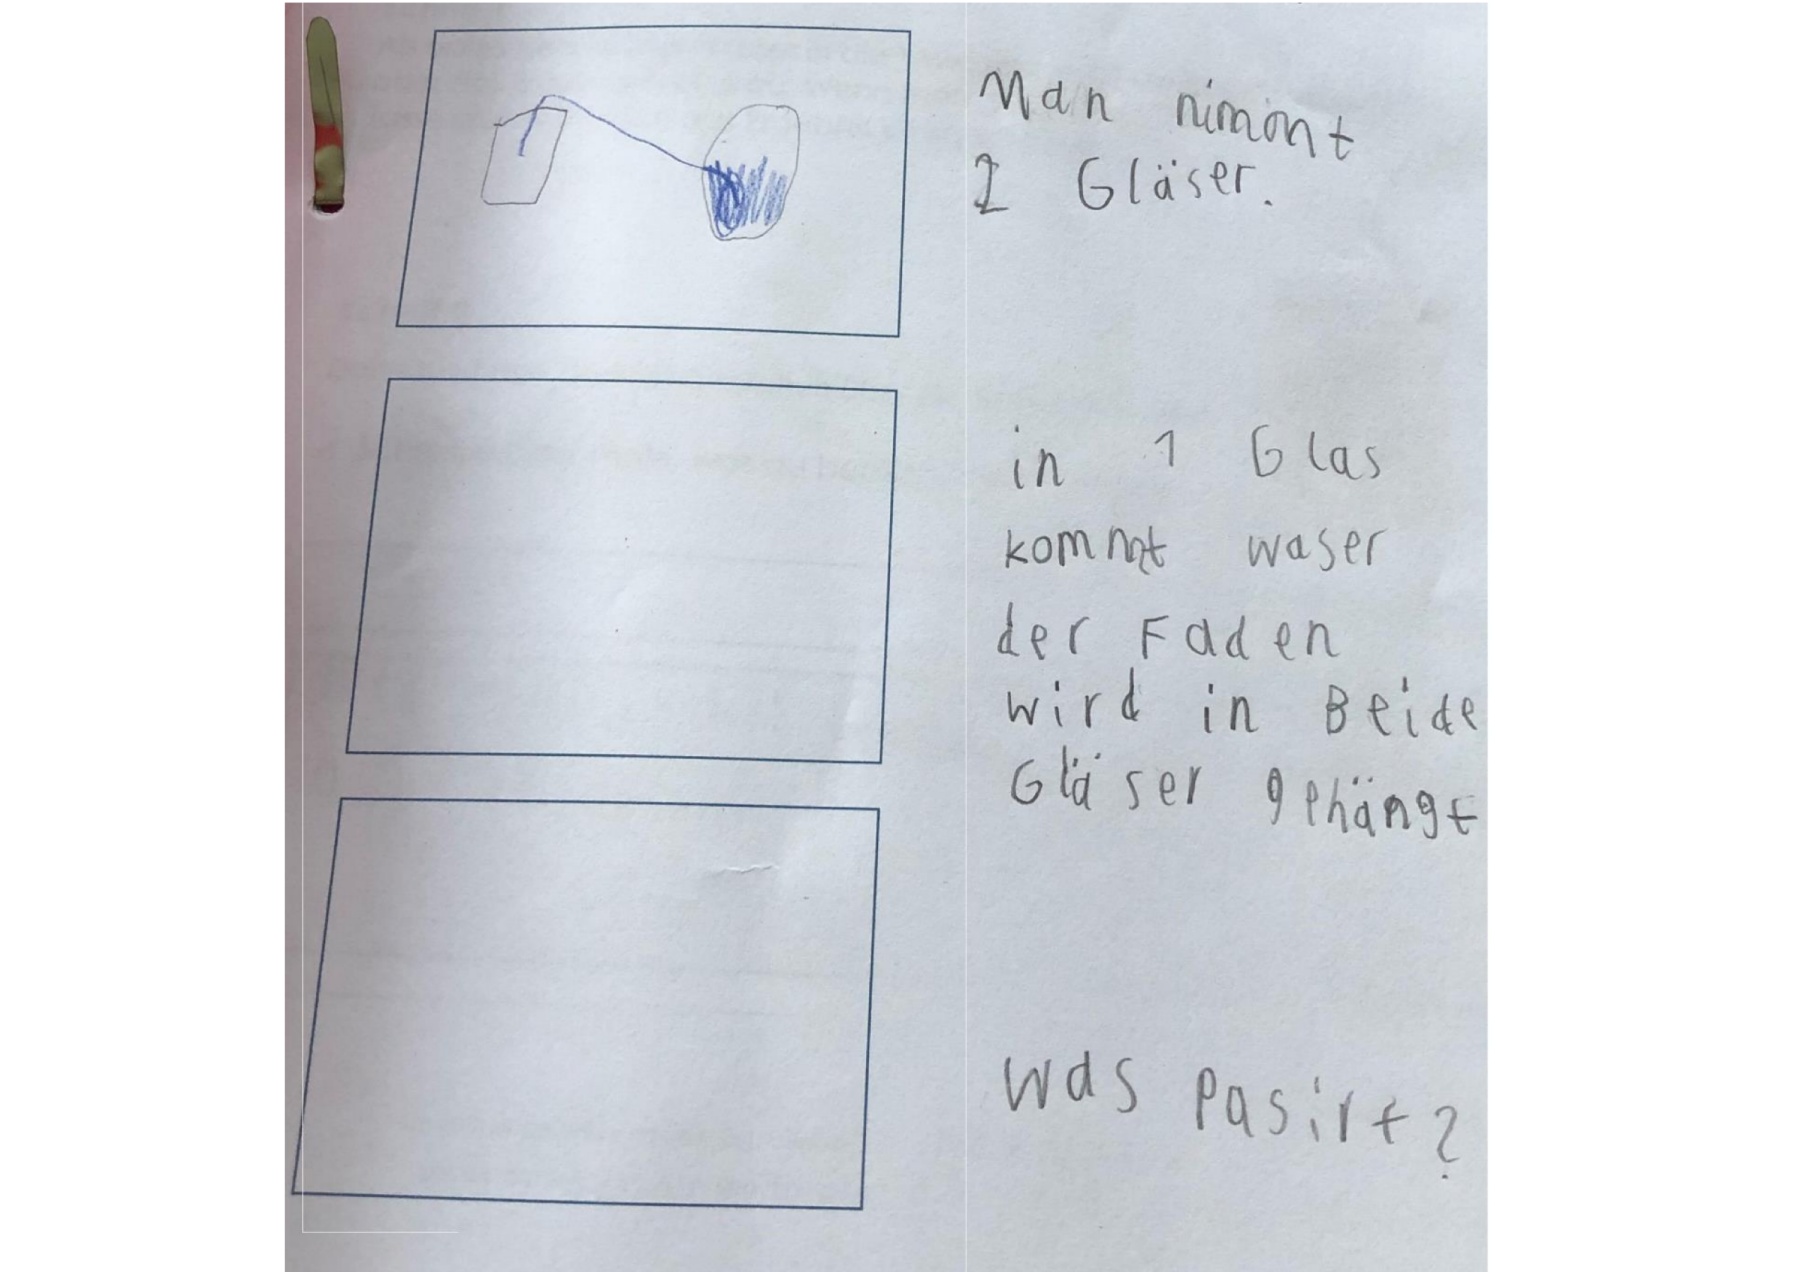 Man nimmt
2 Gläser.
in 1 Glas
kommt waser
der Faden
wird in Beide
Gläser gehängt
was pasirt?